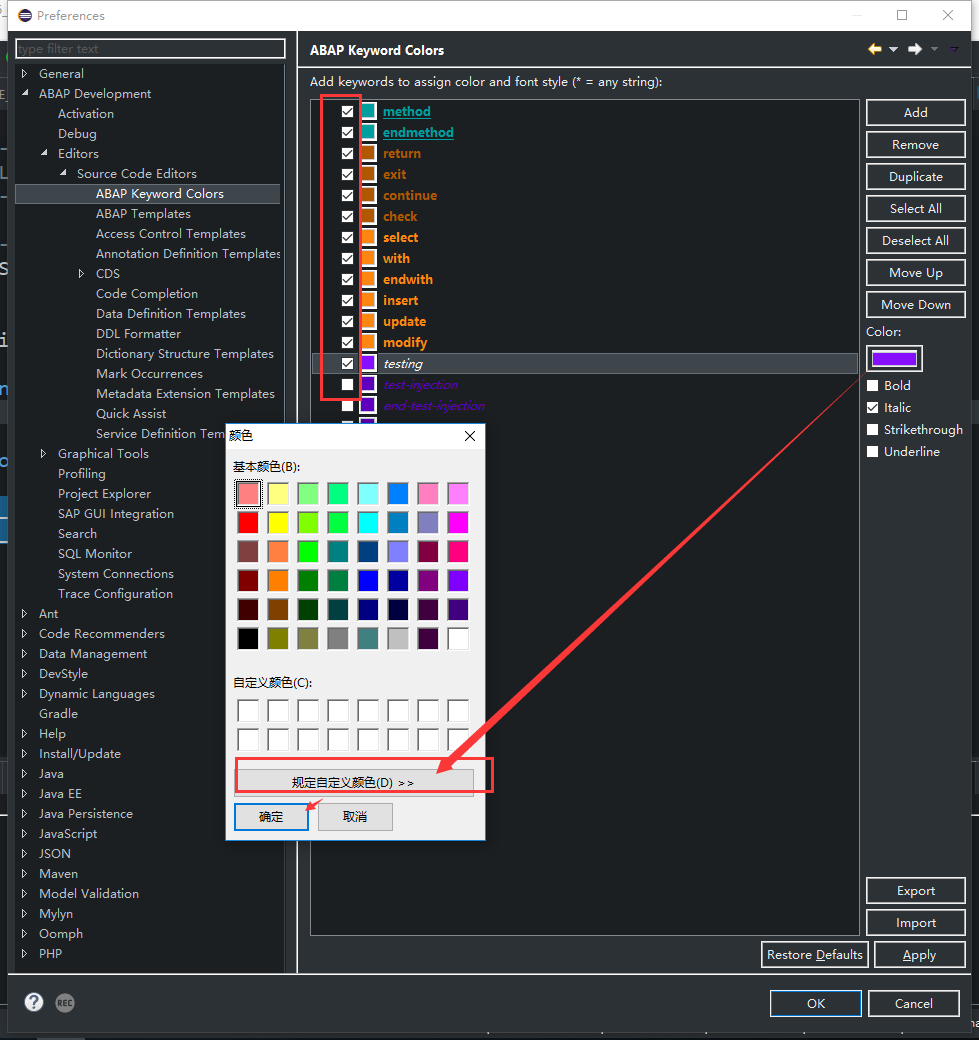 Preferences
type filter text
General
ABAP Development
Activation
Debug
Editors
Source Code Editors
ABAP Keyword Colors
ABAP Templates
Access Control Templates
Annotation Definition Templates
CDS
Code Completion
Data Definition Templates
DDL Formatter
Dictionary Structure Templates
Mark Occurrences
Metadata Extension Templates
Quick Assist
Service Definition Tem
Graphical Tools
Profiling
Project Explorer
SAP GUI Integration
Search
SQL Monitor
System Connections
Trace Configuration
Ant
Code Recommenders
Data Management
DevStyle
Dynamic Languages
Gradle
Help
Install/Update
Java
Java EE
Java Persistence
JavaScript
JSON
Maven
Model Validation
Mylyn
Oomph
PHP
ABAP Keyword Colors
Add keywords to assign color and font style (* = any string):
method
endmethod
return
exit
continue
check
select
with
endwith
insert
update
modify
testing
test-injection
end-test-injection
Add
Remove
Duplicate
Select All
Deselect All
Move Up
Move Down
Color:
Bold
Italic
Strikethrough
Underline
颜色
基本颜色(B):
自定义颜色(C):
规定自定义颜色(D) >>
确定
取消
Export
Import
Restore Defaults
Apply
REC
OK
Cancel